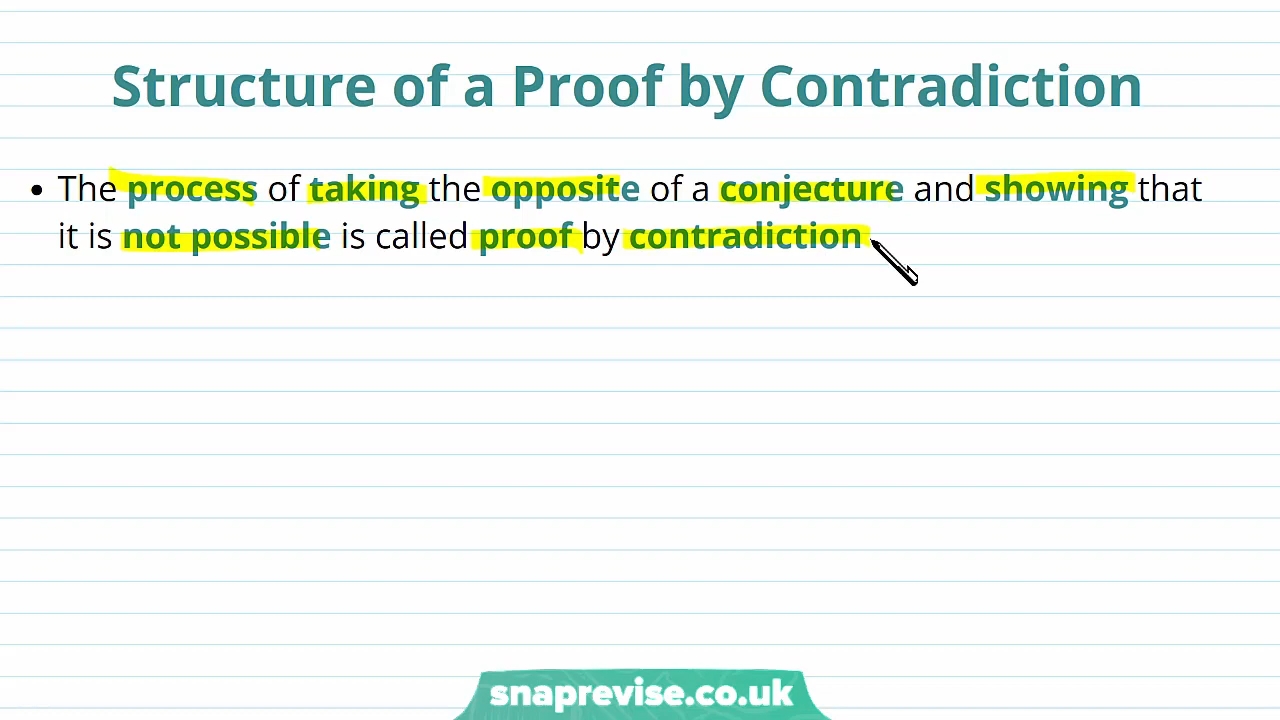 Structure of a Proof by Contradiction
• The process of taking the opposite of a conjecture and showing that
it is not possible is called proof by contradiction
snaprevise.co.uk